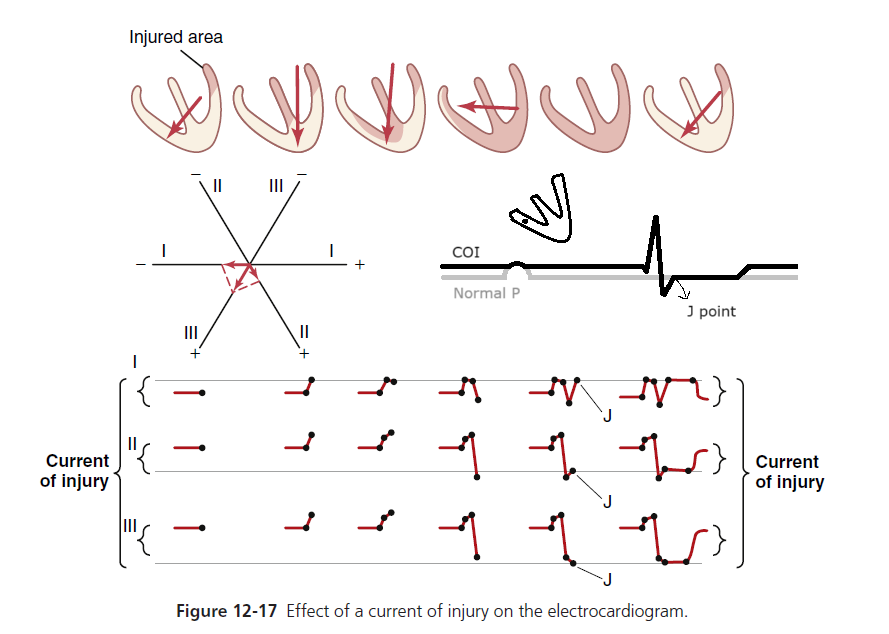 Injured area
− −
II III
I I
− +
III II
+ +
COI
Normal P
J point
I
J
II
Current
of injury
Current
of injury
J
III
J
Figure 12-17 Effect of a current of injury on the electrocardiogram.